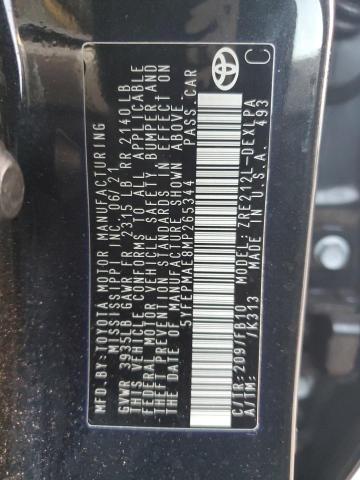 MFD. BY: TOYOTA MOTOR MANUFACTURING
MISSISSIPPI, INC. 06/21
GVWR 3935LB GAWR FR 2315LB RR 2140LB
THIS VEHICLE CONFORMS TO ALL APPLICABLE
FEDERAL MOTOR VEHICLE SAFETY, BUMPER AND
THEFT PREVENTION STANDARDS IN EFFECT ON
THE DATE OF MANUFACTURE SHOWN ABOVE.
5YFEPMAE8MP265344 PASS. CAR
C/TR: 209/FB10 MODEL: ZRE212L-DEXLPA
A/TM: /K313 U.S.A. 493
TOYOTA
C